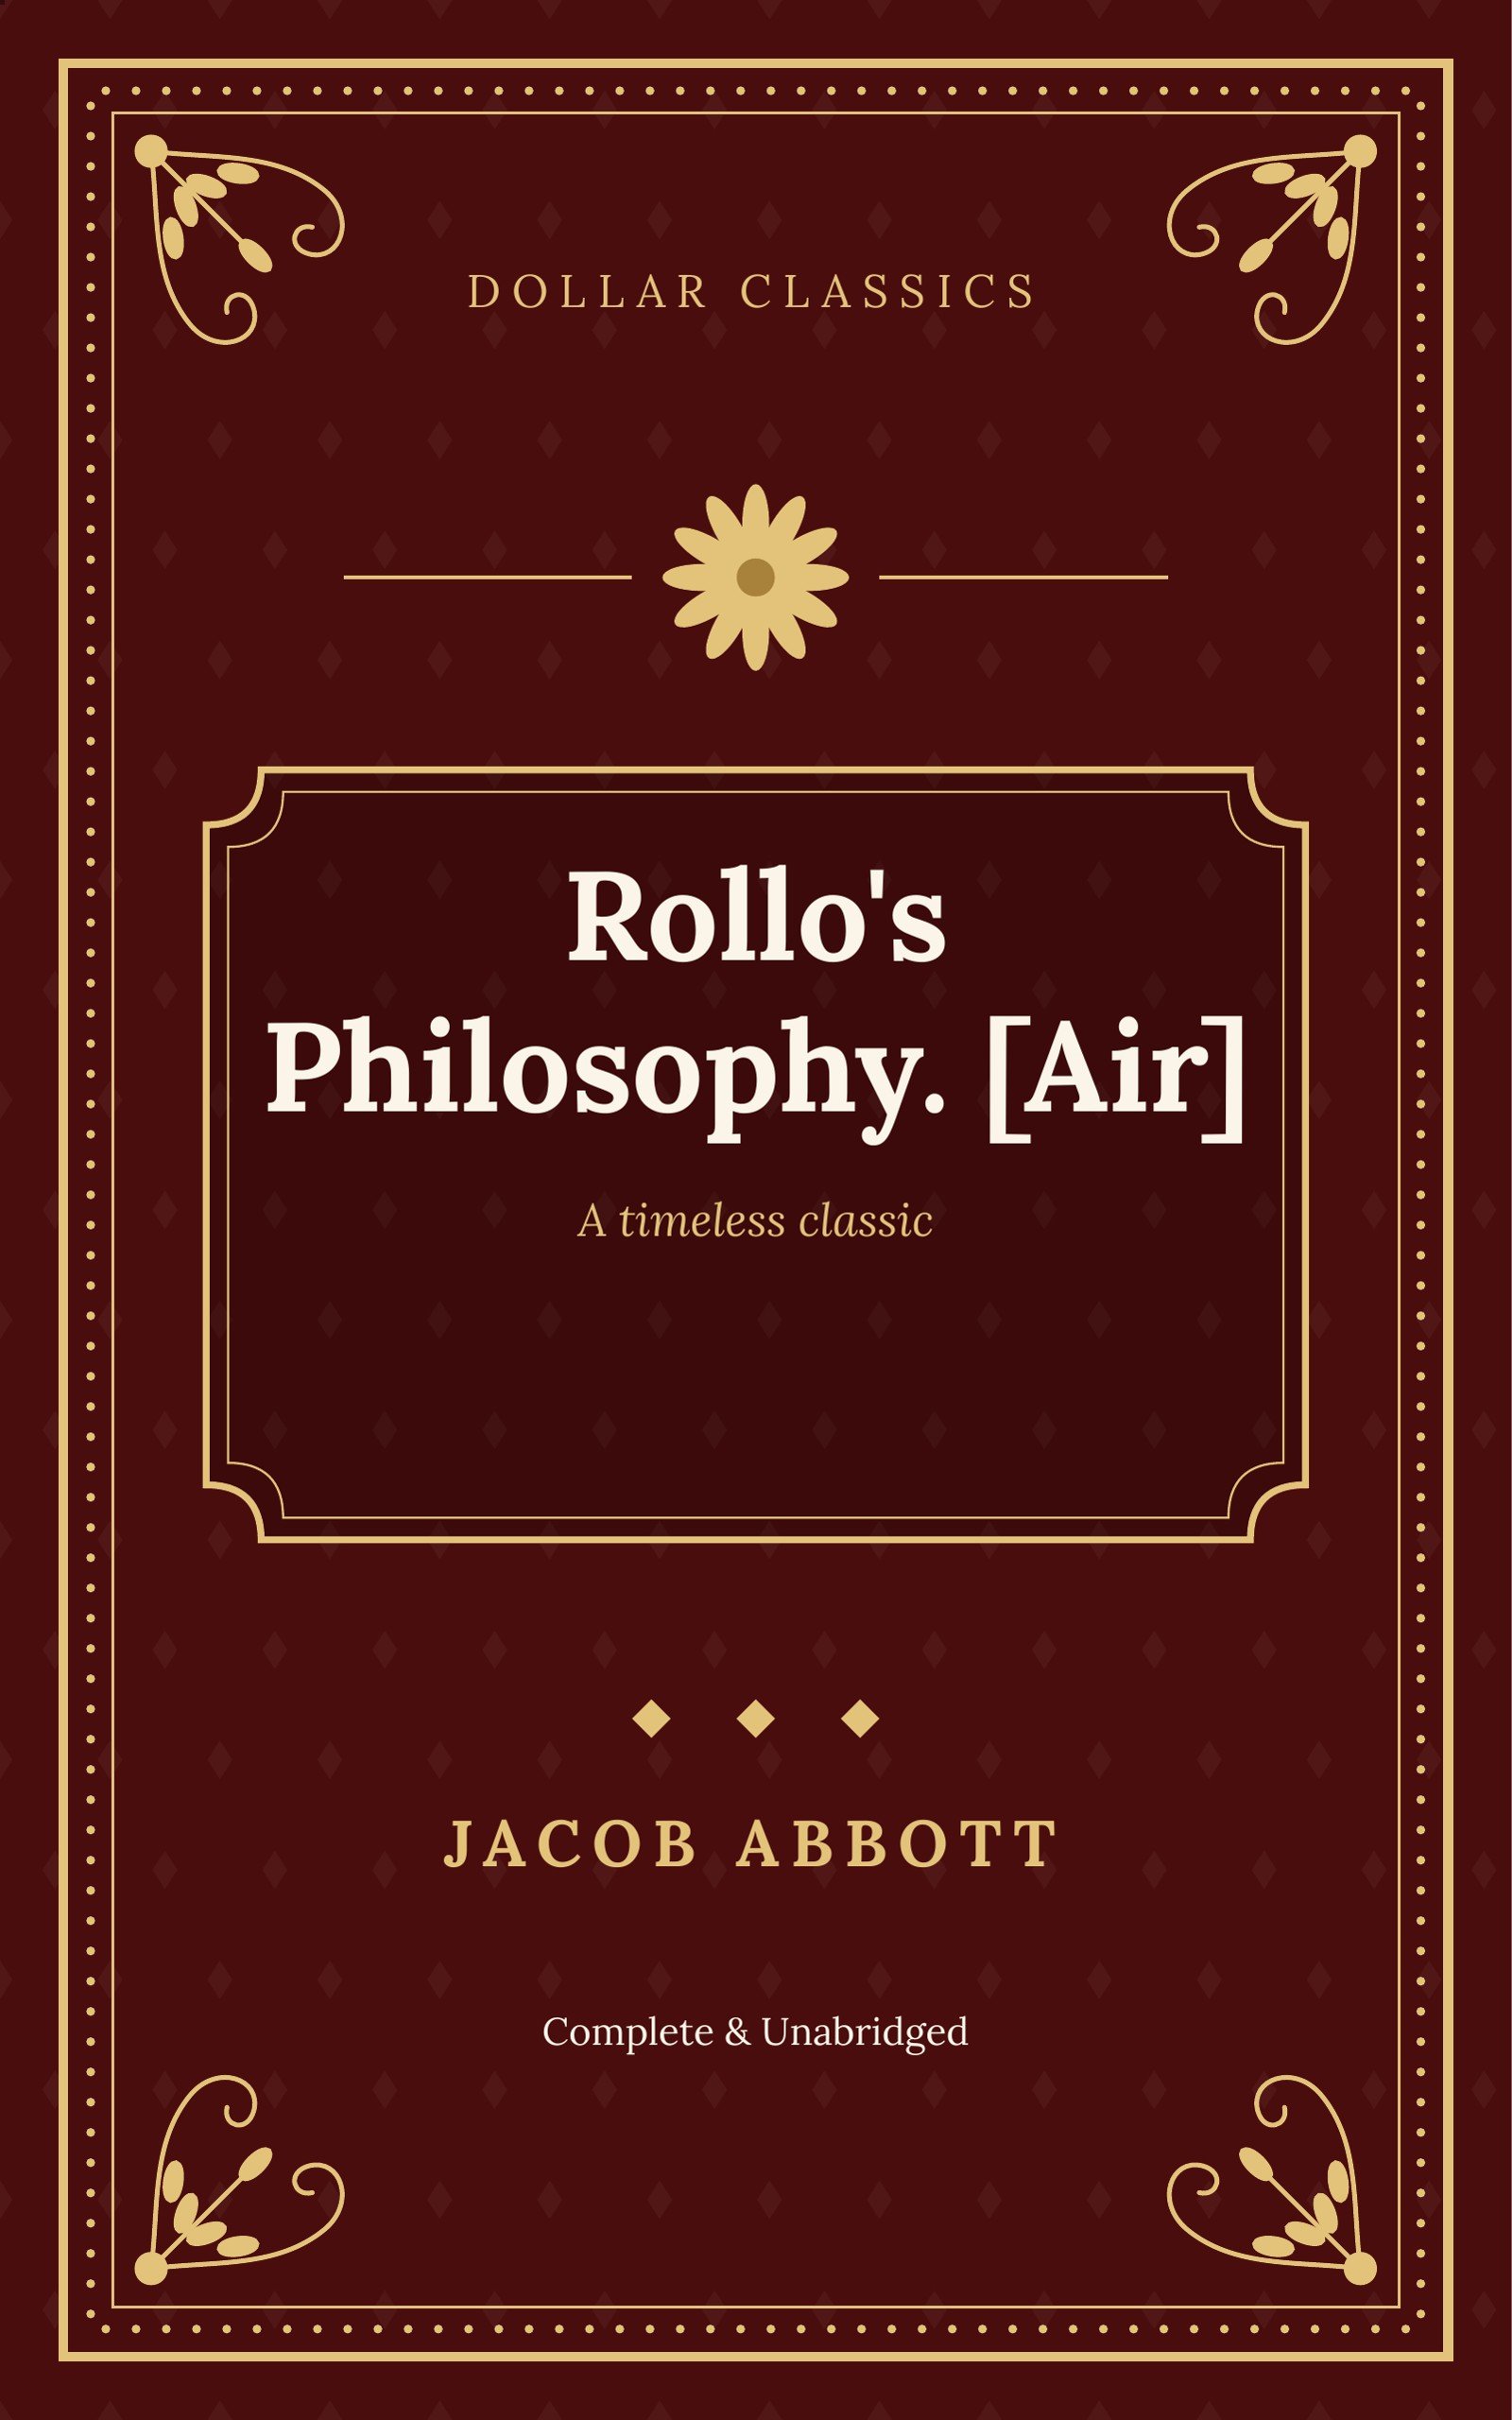 DOLLAR CLASSICS
Rollo's
Philosophy. [Air]
A timeless classic
JACOB ABBOTT
Complete & Unabridged